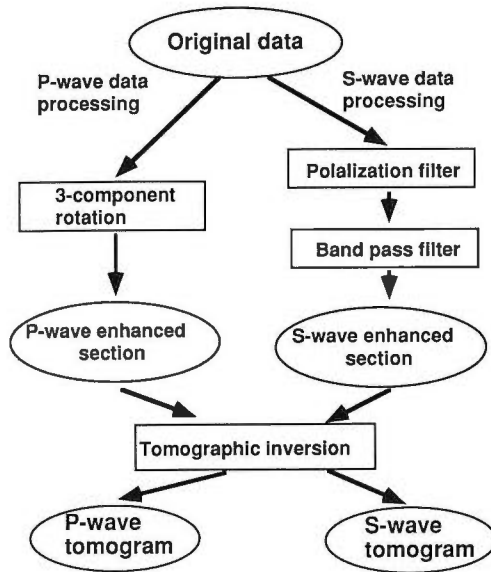 Original data
P-wave data
processing
S-wave data
processing
3-component
rotation
Polalization filter
Band pass filter
P-wave enhanced
section
S-wave enhanced
section
Tomographic inversion
P-wave
tomogram
S-wave
tomogram